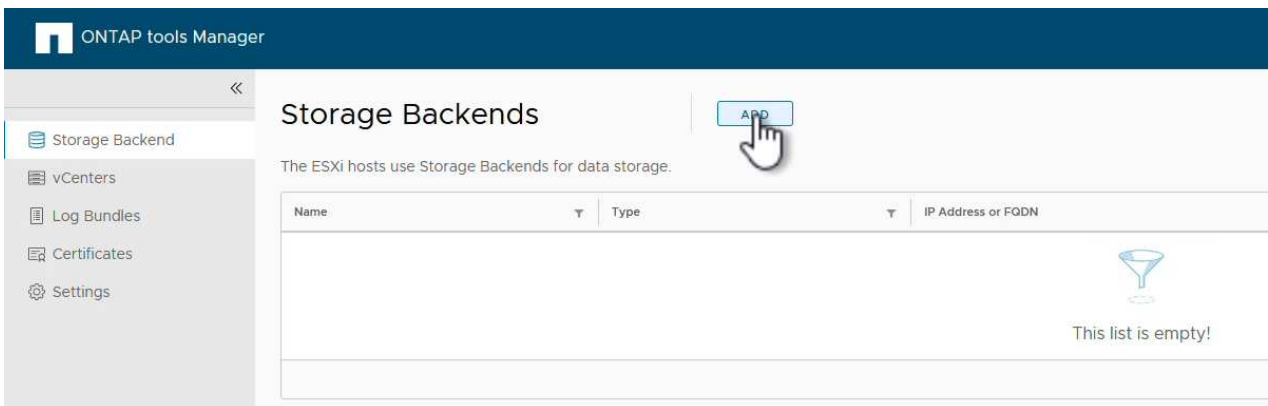 ONTAP tools Manager
Storage Backend
vCenters
Log Bundles
Certificates
Settings
Storage Backends
ADD
The ESXi hosts use Storage Backends for data storage.
Name Type IP Address or FQDN
This list is empty!